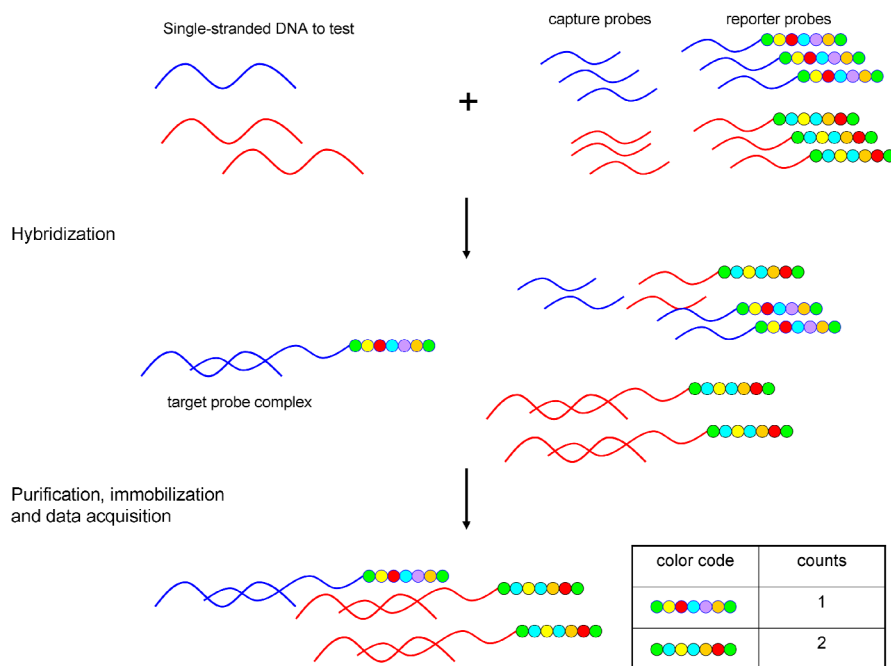 Single-stranded DNA to test
capture probes
reporter probes
+
Hybridization
target probe complex
Purification, immobilization
and data acquisition
color code
counts
1
2